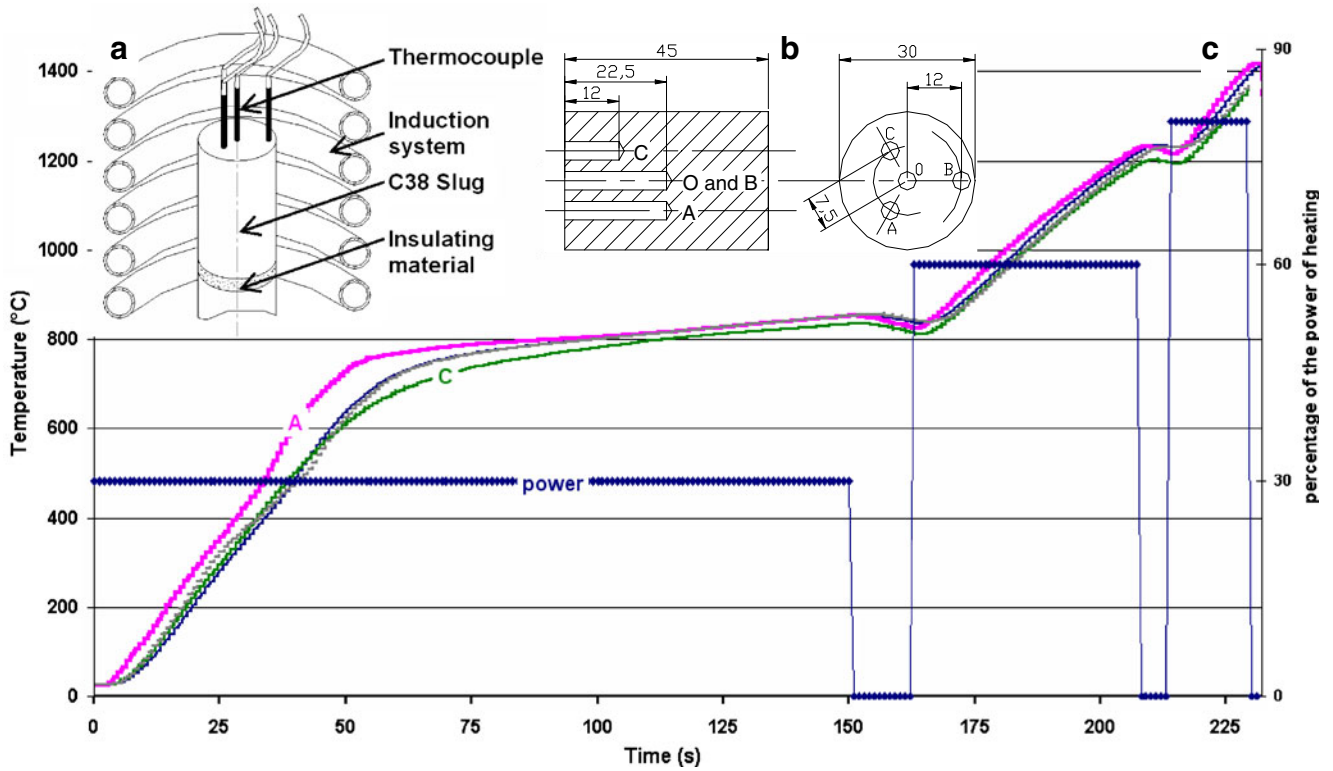 a
Thermocouple
Induction
system
C38 Slug
Insulating
material
b
45
22,5
12
C
O and B
A
30
12
C
O
B
A
7,5
c
1400
1200
1000
800
600
400
200
0
Temperature (°C)
90
60
30
0
percentage of the power of heating
A
C
power
0
25
50
75
100
125
150
175
200
225
Time (s)